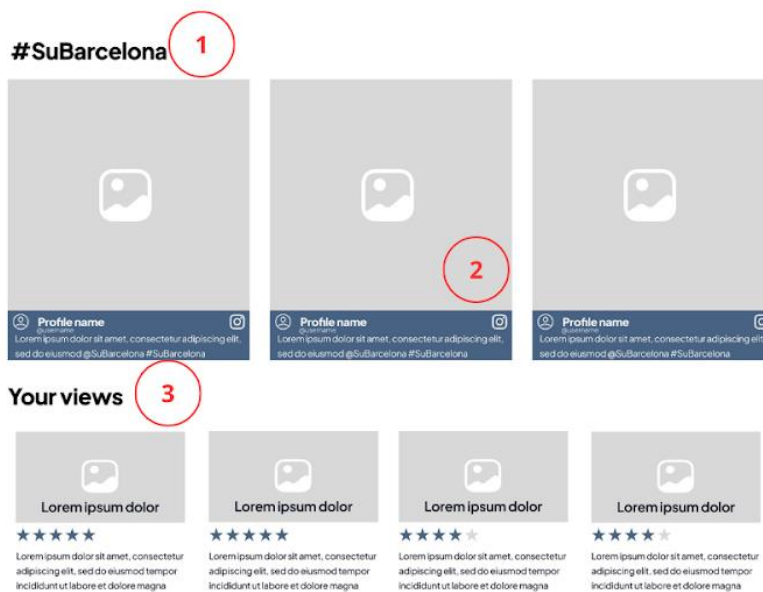 #SuBarcelona
1
2
Profile name
@username
Lorem ipsum dolor sit amet, consectetur adipiscing elit,
sed do eiusmod @SuBarcelona #SuBarcelona
Profile name
@username
Lorem ipsum dolor sit amet, consectetur adipiscing elit,
sed do eiusmod @SuBarcelona #SuBarcelona
Profile name
@username
Lorem ipsum dolor sit amet, consectetur adipiscing elit,
sed do eiusmod @SuBarcelona #SuBarcelona
Your views
3
Lorem ipsum dolor
Lorem ipsum dolor sit amet, consectetur
adipiscing elit, sed do eiusmod tempor
incididunt ut labore et dolore magna
Lorem ipsum dolor
Lorem ipsum dolor sit amet, consectetur
adipiscing elit, sed do eiusmod tempor
incididunt ut labore et dolore magna
Lorem ipsum dolor
Lorem ipsum dolor sit amet, consectetur
adipiscing elit, sed do eiusmod tempor
incididunt ut labore et dolore magna
Lorem ipsum dolor
Lorem ipsum dolor sit amet, consectetur
adipiscing elit, sed do eiusmod tempor
incididunt ut labore et dolore magna